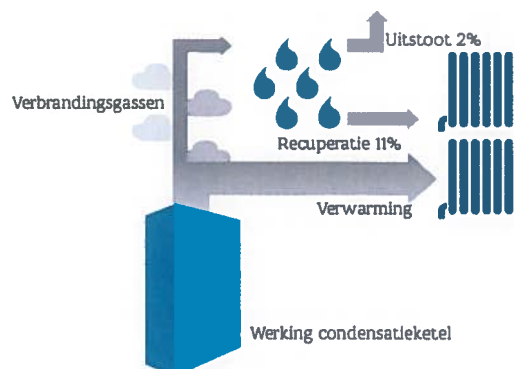 Uitstoot 2%
Verbrandingsgassen
Recuperatie 11%
Verwarming
Werking condensatieketel